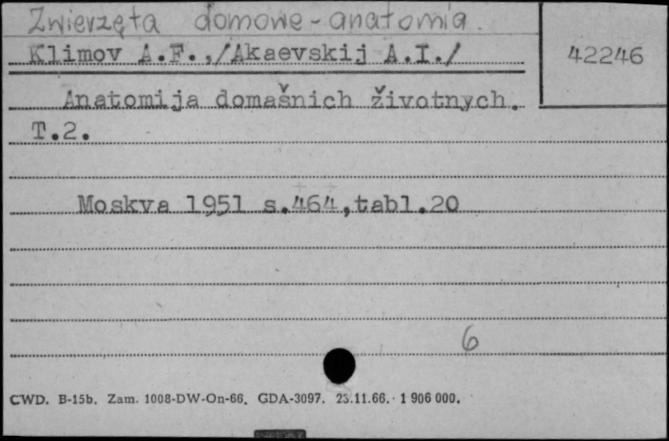 Zwierzęta domowe - anatomia.
Klimov A.F.,/Akaevskij A.I./
42246
Anatomija domašnich životnych.
T.2.
Moskva 1951 s.464,tabl.20
6
CWD. B-15b. Zam. 1008-DW-On-66. GDA-3097. 23.11.66. 1 906 000.